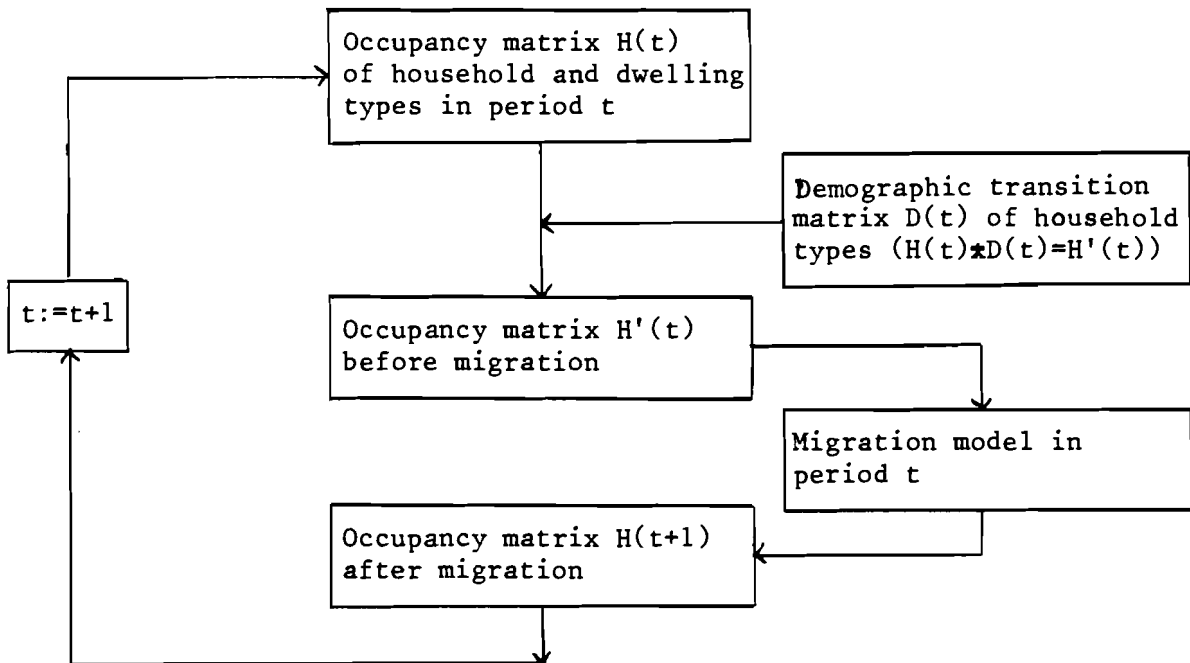 Occupancy matrix H(t)
of household and dwelling
types in period t
Demographic transition
matrix D(t) of household
types (H(t)*D(t)=H'(t))
t:=t+1
Occupancy matrix H'(t)
before migration
Migration model in
period t
Occupancy matrix H(t+1)
after migration